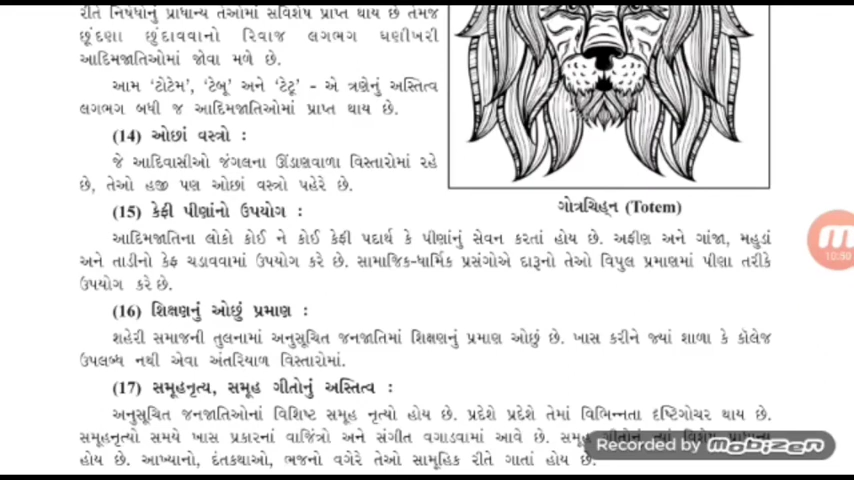 રીતે નિષેધોનું પ્રાધાન્ય તેઓમાં સવિશેષ પ્રાપ્ત થાય છે તેમજ
છૂંદણા છુંદાવવાનો રિવાજ લગભગ ઘણીખરી
આદિમજાતિઓમાં જોવા મળે છે.
આમ ‘ટોટેમ’, ‘ટેબૂ’ અને ‘ટેટૂ’ - એ ત્રણેનું અસ્તિત્વ
લગભગ બધી જ આદિમજાતિઓમાં પ્રાપ્ત થાય છે.
(14) ઓછાં વસ્ત્રો :
જે આદિવાસીઓ જંગલના ઊંડાણવાળા વિસ્તારોમાં રહે
છે, તેઓ હજી પણ ઓછાં વસ્ત્રો પહેરે છે.
ગોત્રચિહ્ન (Totem)
(15) કેફી પીણાંનો ઉપયોગ :
આદિમજાતિના લોકો કોઈ ને કોઈ કેફી પદાર્થ કે પીણાંનું સેવન કરતાં હોય છે. અફીણ અને ગાંજા, મહુડાં
અને તાડીનો કેફ ચડાવવામાં ઉપયોગ કરે છે. સામાજિક-ધાર્મિક પ્રસંગોએ દારૂનો તેઓ વિપુલ પ્રમાણમાં પીણા તરીકે
ઉપયોગ કરે છે.
(16) શિક્ષણનું ઓછું પ્રમાણ :
શહેરી સમાજની તુલનામાં અનુસૂચિત જનજાતિમાં શિક્ષણનું પ્રમાણ ઓછું છે. ખાસ કરીને જ્યાં શાળા કે કૉલેજ
ઉપલબ્ધ નથી એવા અંતરિયાળ વિસ્તારોમાં.
(17) સમૂહનૃત્ય, સમૂહ ગીતોનું અસ્તિત્વ :
અનુસૂચિત જનજાતિઓનાં વિશિષ્ટ સમૂહ નૃત્યો હોય છે. પ્રદેશે પ્રદેશે તેમાં વિભિન્નતા દૃષ્ટિગોચર થાય છે.
સમૂહનૃત્યો સમયે ખાસ પ્રકારનાં વાજિંત્રો અને સંગીત વગાડવામાં આવે છે. સમૂહ
હોય છે. આખ્યાનો, દંતકથાઓ, ભજનો વગેરે તેઓ સામૂહિક રીતે ગાતાં હોય છે.
Recorded by mobizen
10:50